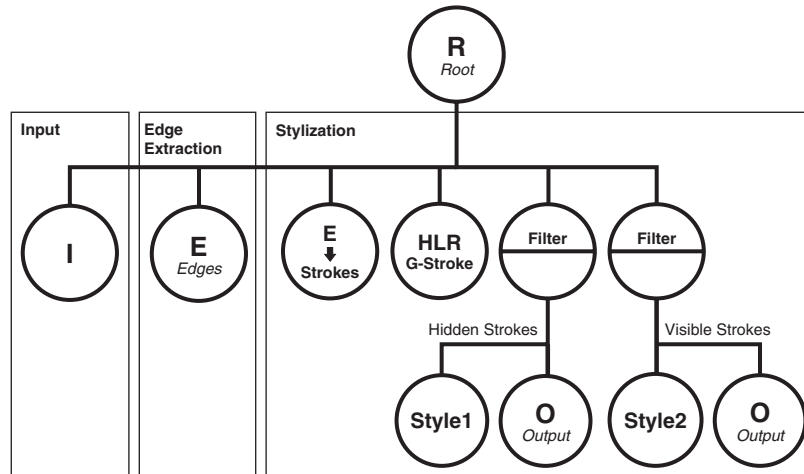 R
Root
Input
Edge
Extraction
Stylization
I
E
Edges
E
Strokes
HLR
G-Stroke
Filter
Filter
Hidden Strokes
Visible Strokes
Style1
O
Output
Style2
O
Output